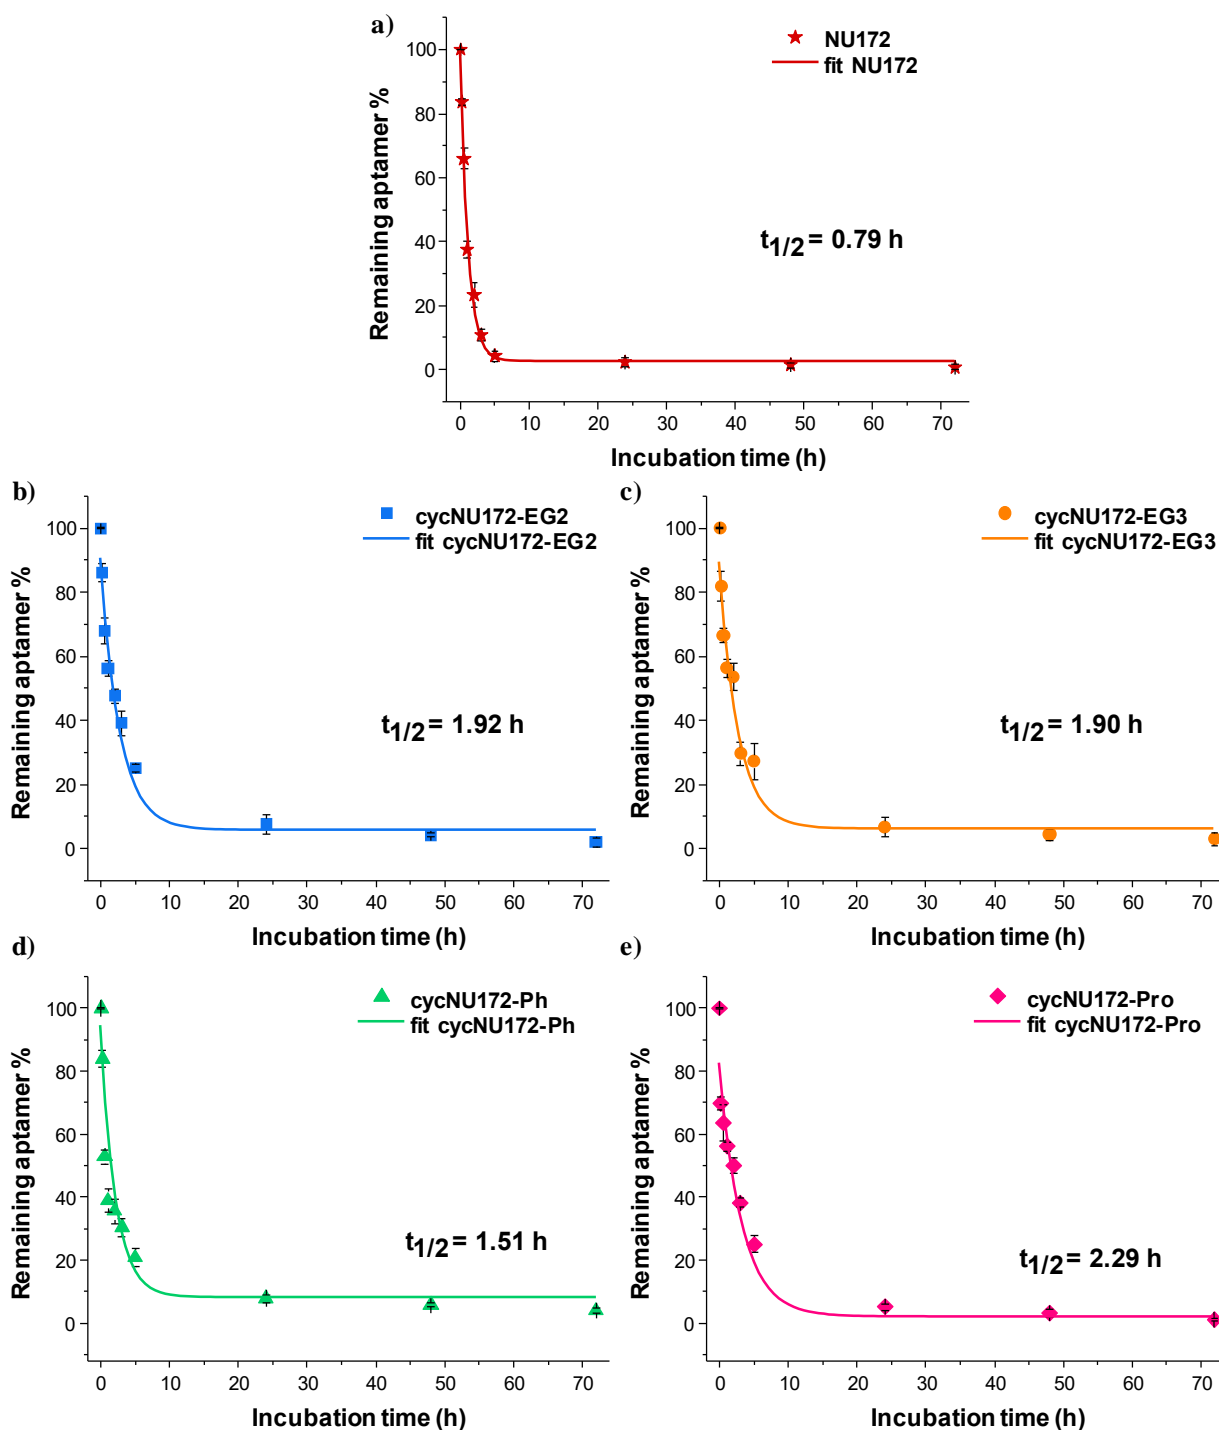 a)
NU172
fit NU172
100
80
60
40
20
0
Remaining aptamer %
t1/2 = 0.79 h
0 10 20 30 40 50 60 70
Incubation time (h)
b)
cycNU172-EG2
fit cycNU172-EG2
100
80
60
40
20
0
Remaining aptamer %
t1/2 = 1.92 h
0 10 20 30 40 50 60 70
Incubation time (h)
c)
cycNU172-EG3
fit cycNU172-EG3
100
80
60
40
20
0
Remaining aptamer %
t1/2 = 1.90 h
0 10 20 30 40 50 60 70
Incubation time (h)
d)
cycNU172-Ph
fit cycNU172-Ph
100
80
60
40
20
0
Remaining aptamer %
t1/2 = 1.51 h
0 10 20 30 40 50 60 70
Incubation time (h)
e)
cycNU172-Pro
fit cycNU172-Pro
100
80
60
40
20
0
Remaining aptamer %
t1/2 = 2.29 h
0 10 20 30 40 50 60 70
Incubation time (h)